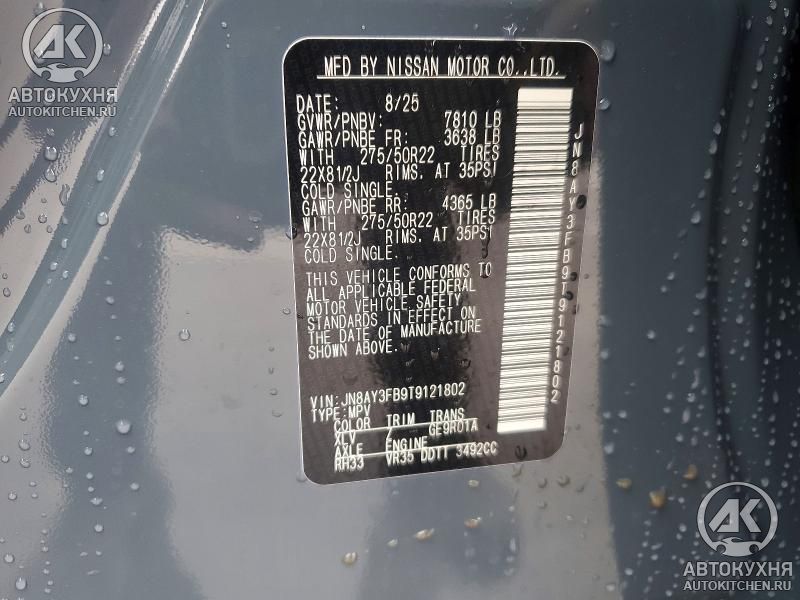 АК
АВТОКУХНЯ
AUTOKITCHEN.RU
MFD BY NISSAN MOTOR CO.,LTD.
DATE: 8/25
GVWR/PNBV: 7810 LB
GAWR/PNBE FR: 3638 LB
WITH 275/50R22 TIRES
22X81/2J RIMS, AT 35PSI
COLD SINGLE.
GAWR/PNBE RR: 4365 LB
WITH 275/50R22 TIRES
22X81/2J RIMS, AT 35PSI
COLD SINGLE.
THIS VEHICLE CONFORMS TO
ALL APPLICABLE FEDERAL
MOTOR VEHICLE SAFETY
STANDARDS IN EFFECT ON
THE DATE OF MANUFACTURE
SHOWN ABOVE.
VIN: JN8AY3FB9T9121802
TYPE: MPV
COLOR TRIM TRANS
XLV / GE9R01A
AXLE ENGINE
RH33 VR35 DDTT 3492CC
JN8AY3FB9T9121802
АК
АВТОКУХНЯ
AUTOKITCHEN.RU